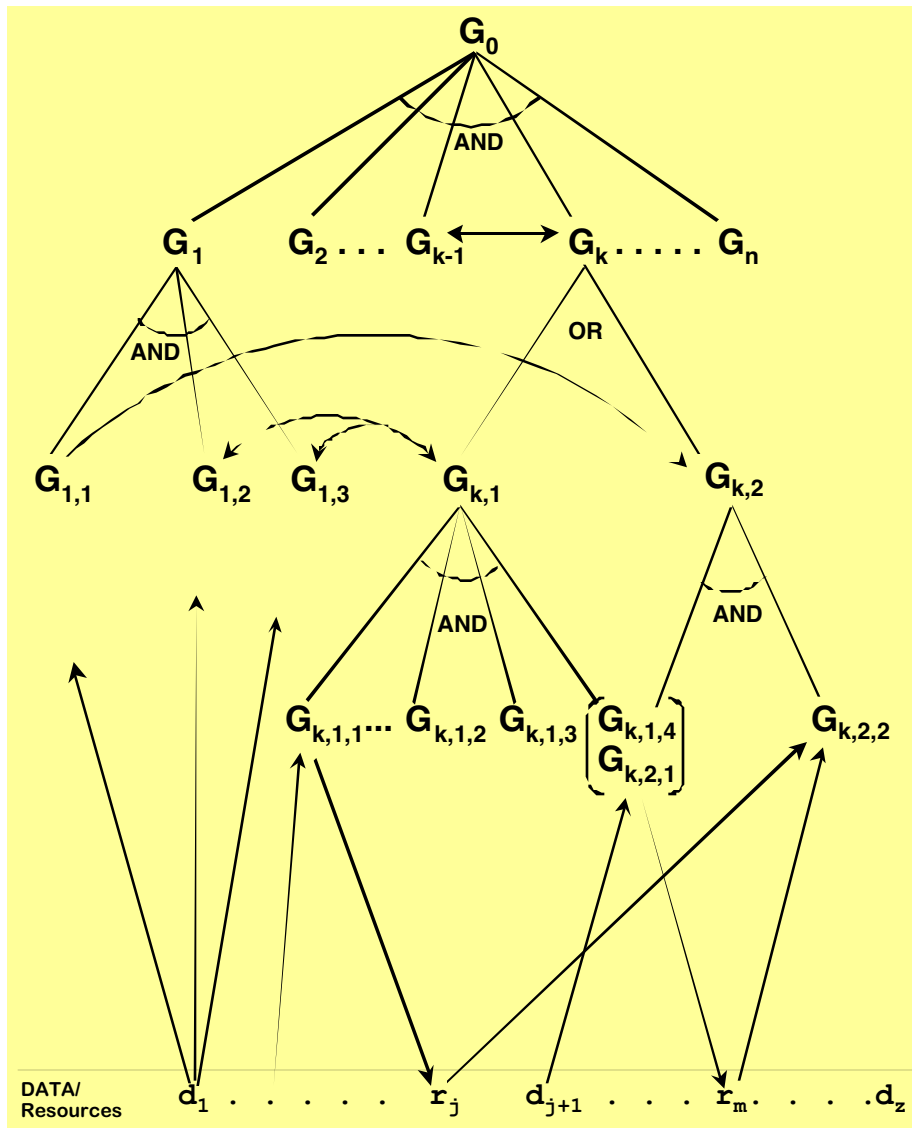 G0
AND
G1 G2 . . . Gk-1 Gk . . . . . Gn
AND OR
G1,1 G1,2 G1,3 Gk,1 Gk,2
AND AND
Gk,1,1... Gk,1,2 Gk,1,3 Gk,1,4 Gk,2,2
Gk,2,1
DATA/
Resources
d1 . . . . . rj dj+1 . . . . rm . . . . dz